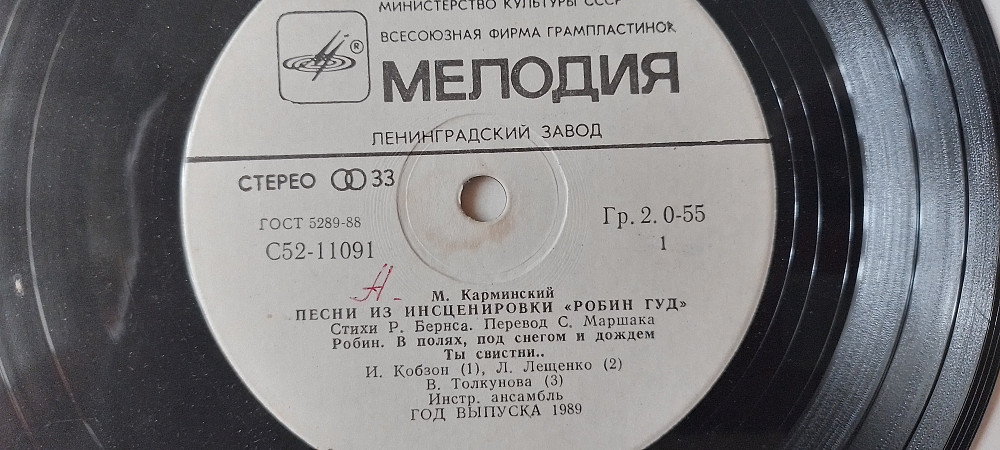 МИНИСТЕРСТВО КУЛЬТУРЫ СССР
ВСЕСОЮЗНАЯ ФИРМА ГРАМПЛАСТИНОК
®
МЕЛОДИЯ
ЛЕНИНГРАДСКИЙ ЗАВОД
СТЕРЕО 33
ГОСТ 5289-88
С52-11091
Гр. 2. 0-55
1
Н.
М. Карминский
ПЕСНИ ИЗ ИНСЦЕНИРОВКИ «РОБИН ГУД»
Стихи Р. Бернса. Перевод С. Маршака
Робин. В полях, под снегом и дождем
Ты свистни..
И. Кобзон (1), Л. Лещенко (2)
В. Толкунова (3)
Инстр. ансамбль
ГОД ВЫПУСКА 1989